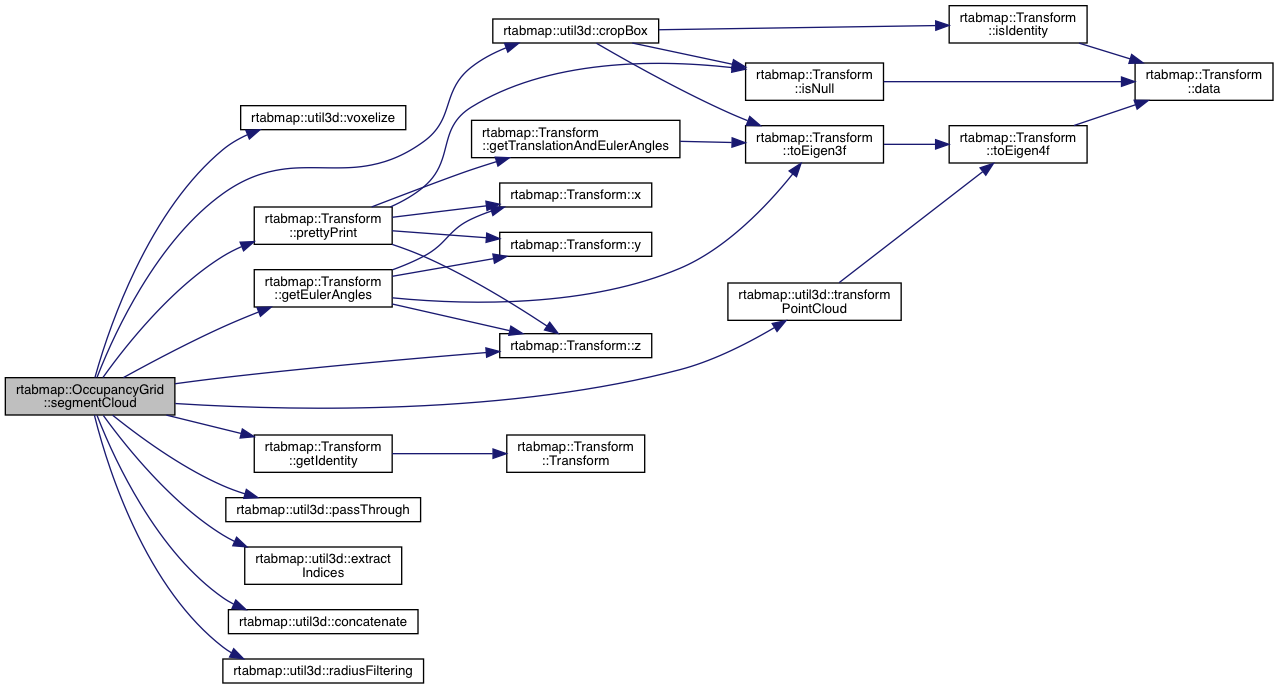 rtabmap::OccupancyGrid
::segmentCloud
rtabmap::util3d::voxelize
rtabmap::Transform
::prettyPrint
rtabmap::Transform
::getEulerAngles
rtabmap::Transform
::getIdentity
rtabmap::util3d::passThrough
rtabmap::util3d::extract
Indices
rtabmap::util3d::concatenate
rtabmap::util3d::radiusFiltering
rtabmap::util3d::cropBox
rtabmap::Transform
::getTranslationAndEulerAngles
rtabmap::Transform::x
rtabmap::Transform::y
rtabmap::Transform::z
rtabmap::Transform
::Transform
rtabmap::Transform
::isNull
rtabmap::Transform
::toEigen3f
rtabmap::util3d::transform
PointCloud
rtabmap::Transform
::isIdentity
rtabmap::Transform
::toEigen4f
rtabmap::Transform
::data